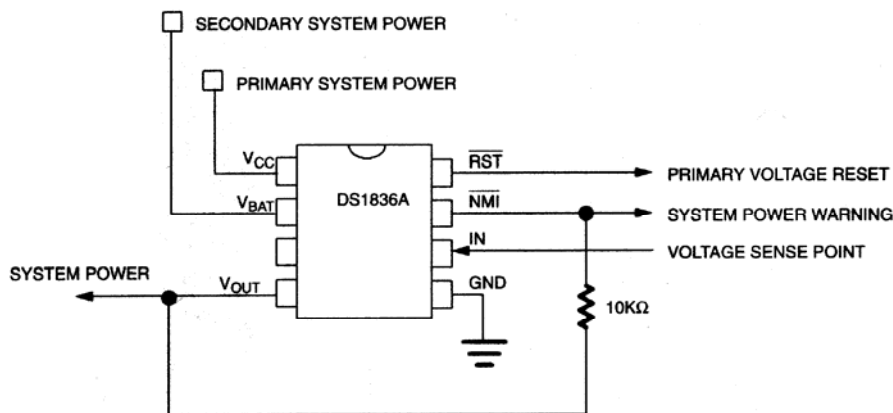 SECONDARY SYSTEM POWER
PRIMARY SYSTEM POWER
VCC
RST
PRIMARY VOLTAGE RESET
VBAT
DS1836A
NMI
SYSTEM POWER WARNING
IN
VOLTAGE SENSE POINT
SYSTEM POWER
VOUT
GND
10KΩ